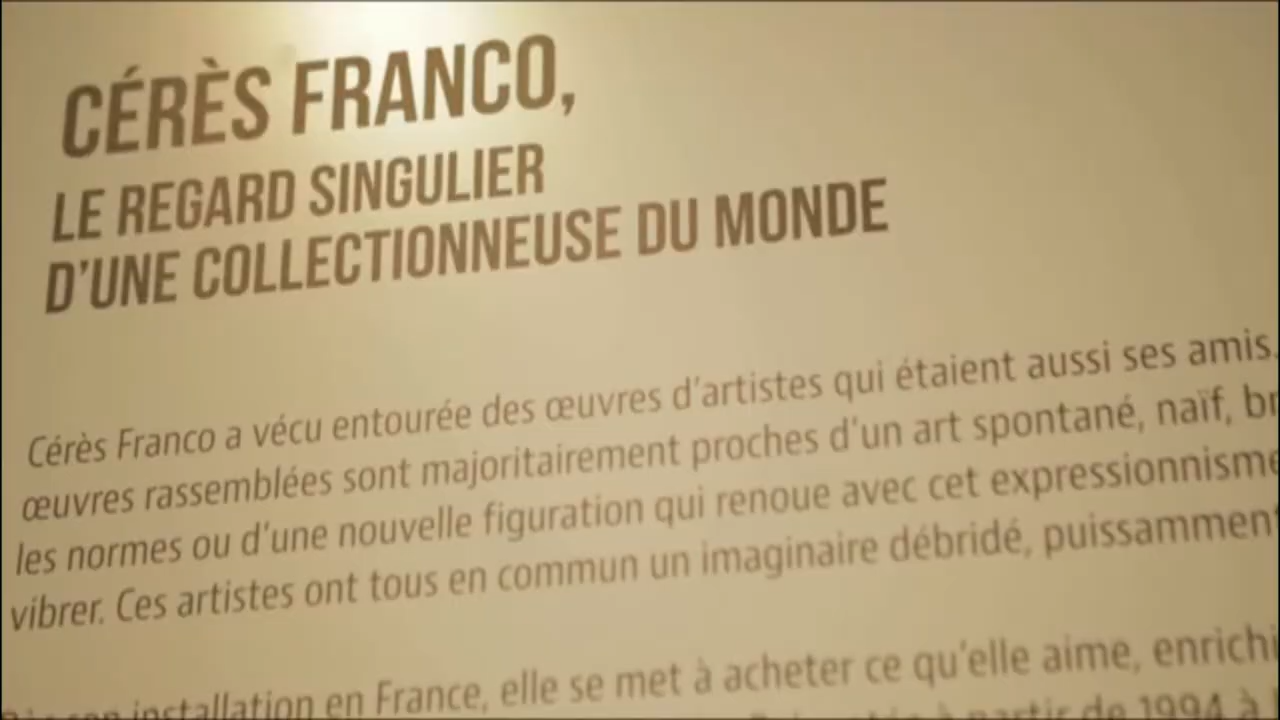 CÉRÈS FRANCO,
LE REGARD SINGULIER
D'UNE COLLECTIONNEUSE DU MONDE
Cérès Franco a vécu entourée des œuvres d'artistes qui étaient aussi ses amis.
œuvres rassemblées sont majoritairement proches d'un art spontané, naïf,
les normes ou d'une nouvelle figuration qui renoue avec cet expressionnisme
vibrer. Ces artistes ont tous en commun un imaginaire débridé,
installation en France, elle se met à acheter ce qu'elle aime,
à partir de 1994 à